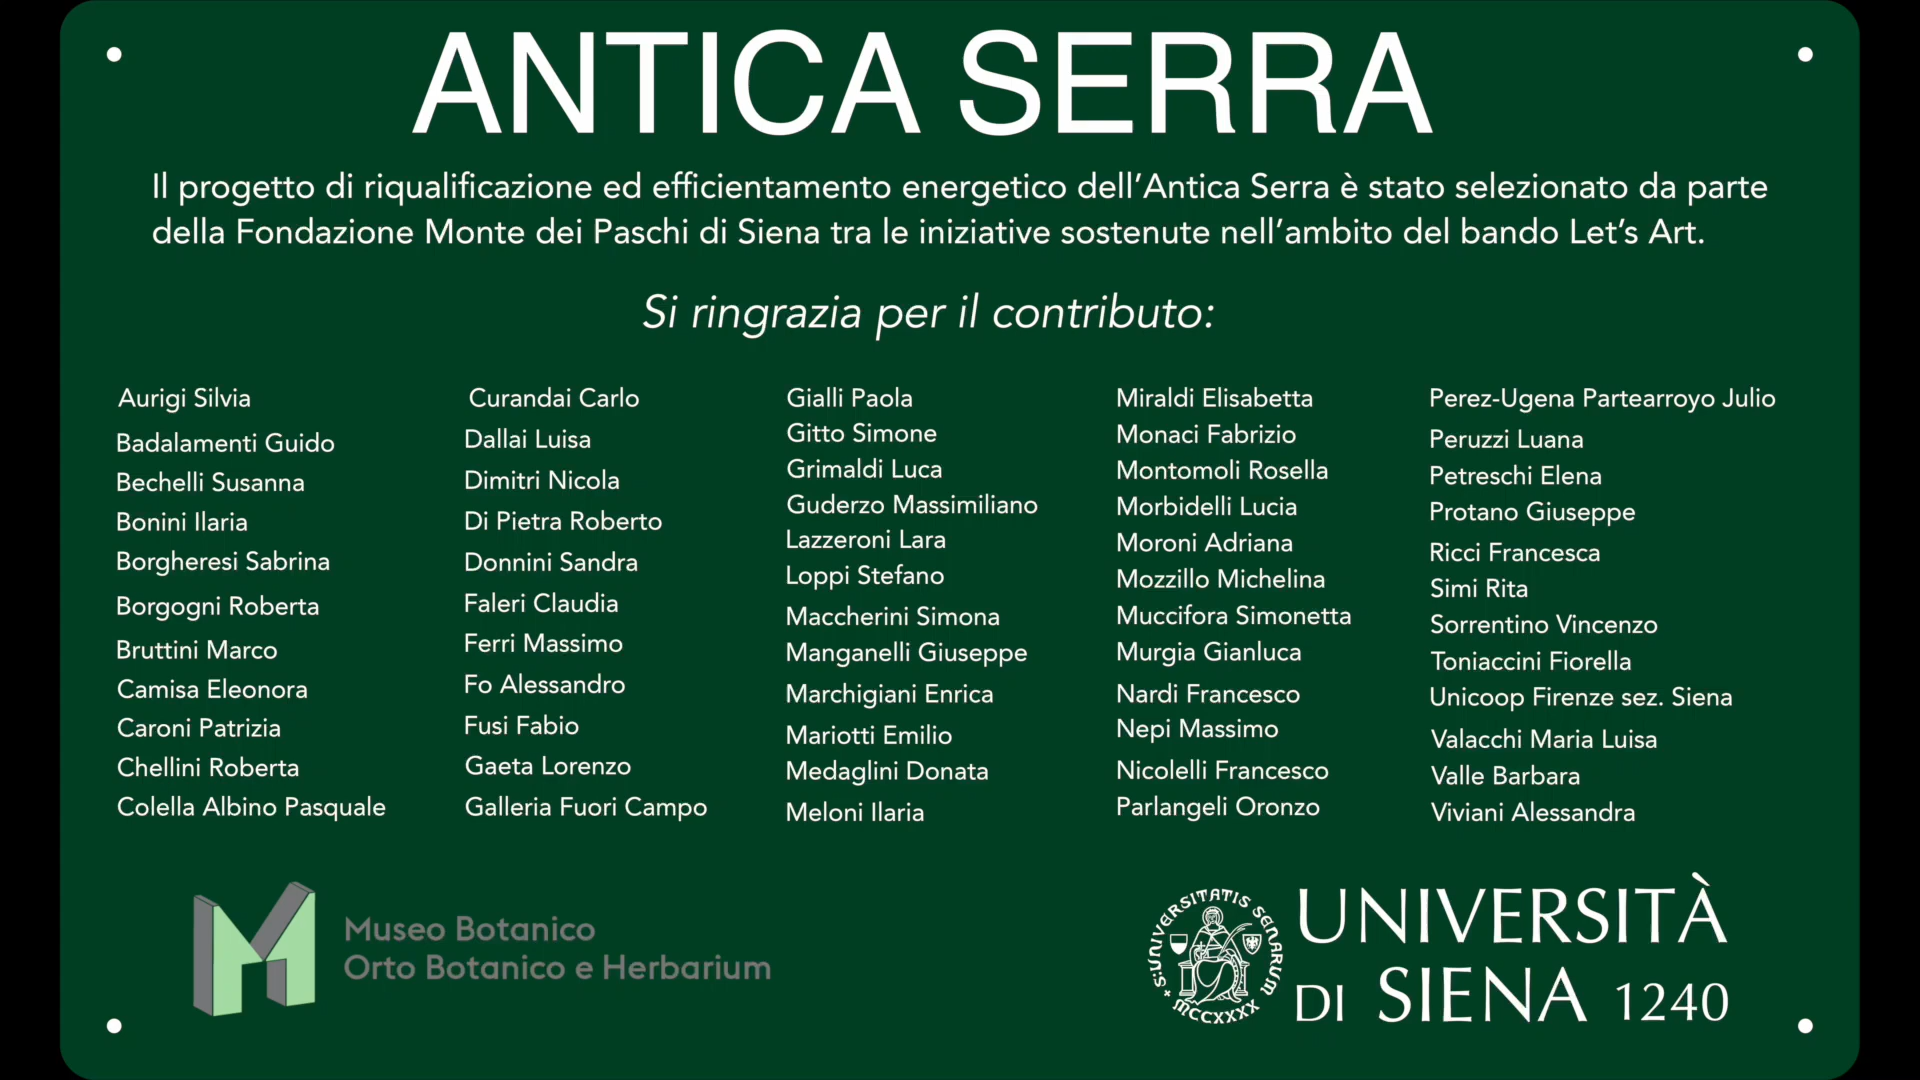 ANTICA SERRA
Il progetto di riqualificazione ed efficientamento energetico dell’Antica Serra è stato selezionato da parte
della Fondazione Monte dei Paschi di Siena tra le iniziative sostenute nell’ambito del bando Let’s Art.
Si ringrazia per il contributo:
Aurigi Silvia
Badalamenti Guido
Bechelli Susanna
Bonini Ilaria
Borgheresi Sabrina
Borgogni Roberta
Bruttini Marco
Camisa Eleonora
Caroni Patrizia
Chellini Roberta
Colella Albino Pasquale
Curandai Carlo
Dallai Luisa
Dimitri Nicola
Di Pietra Roberto
Donnini Sandra
Faleri Claudia
Ferri Massimo
Fo Alessandro
Fusi Fabio
Gaeta Lorenzo
Galleria Fuori Campo
Gialli Paola
Gitto Simone
Grimaldi Luca
Guderzo Massimiliano
Lazzeroni Lara
Loppi Stefano
Maccherini Simona
Manganelli Giuseppe
Marchigiani Enrica
Mariotti Emilio
Medaglini Donata
Meloni Ilaria
Miraldi Elisabetta
Monaci Fabrizio
Montomoli Rosella
Morbidelli Lucia
Moroni Adriana
Mozzillo Michelina
Muccifora Simonetta
Murgia Gianluca
Nardi Francesco
Nepi Massimo
Nicolelli Francesco
Parlangeli Oronzo
Perez-Ugena Partearroyo Julio
Peruzzi Luana
Petreschi Elena
Protano Giuseppe
Ricci Francesca
Simi Rita
Sorrentino Vincenzo
Toniaccini Fiorella
Unicoop Firenze sez. Siena
Valacchi Maria Luisa
Valle Barbara
Viviani Alessandra
Museo Botanico
Orto Botanico e Herbarium
S:UNIVERSITATIS SENARUM
MCCXXXX
UNIVERSITÀ
DI SIENA 1240